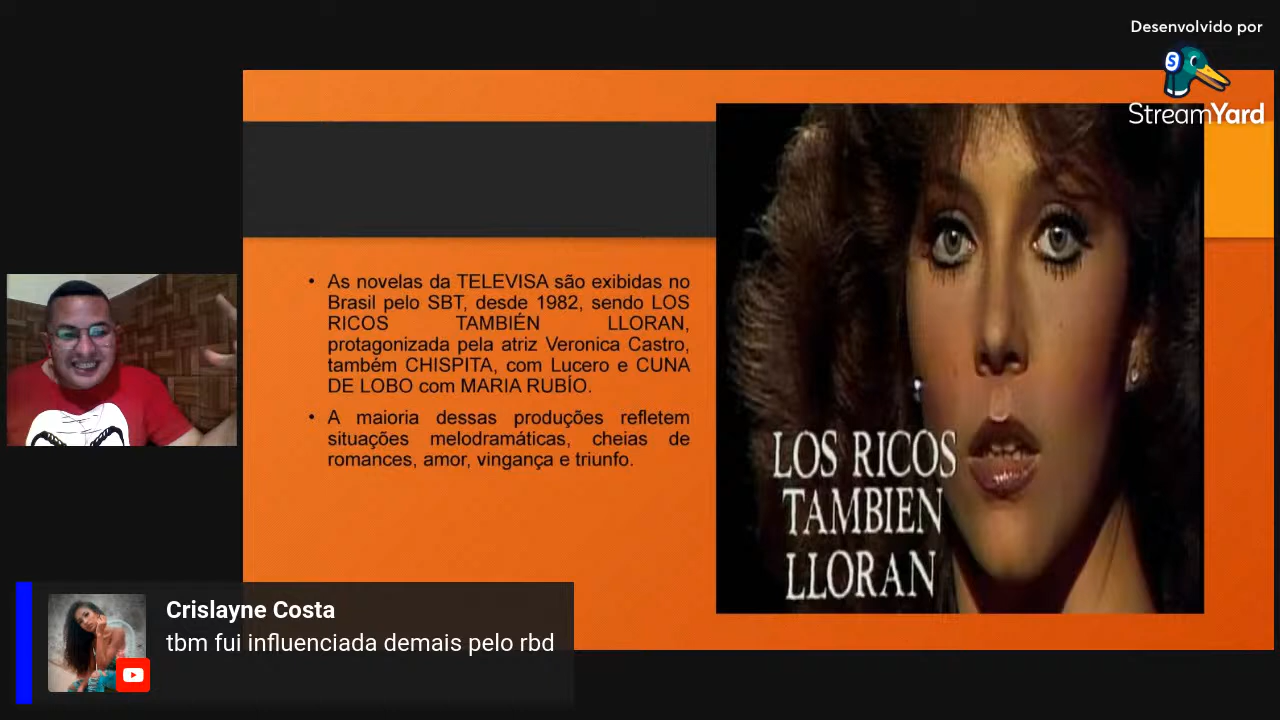 Desenvolvido por
StreamYard
• As novelas da TELEVISA são exibidas no
Brasil pelo SBT, desde 1982, sendo LOS
RICOS TAMBIÉN LLORAN,
protagonizada pela atriz Veronica Castro,
também CHISPITA, com Lucero e CUNA
DE LOBO com MARIA RUBÍO.
• A maioria dessas produções refletem
situações melodramáticas, cheias de
romances, amor, vingança e triunfo.
LOS RICOS
TAMBIEN
LLORAN
Crislayne Costa
tbm fui influenciada demais pelo rbd